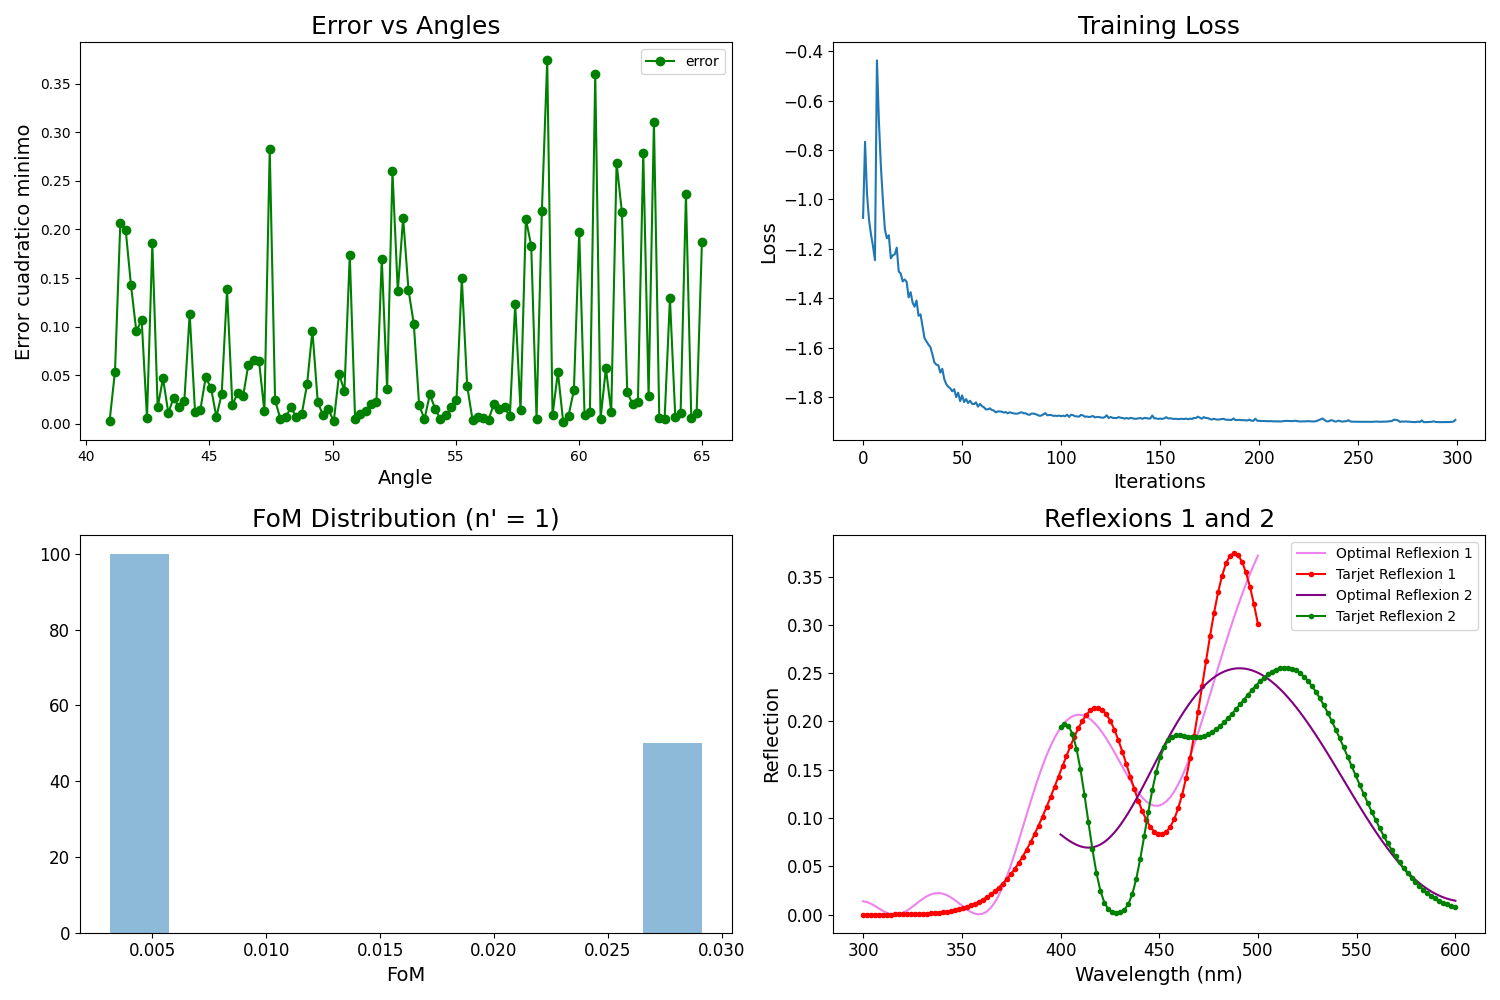 Error vs Angles
error
Error cuadratico minimo
0.35
0.30
0.25
0.20
0.15
0.10
0.05
0.00
40 45 50 55 60 65
Angle
Training Loss
Loss
−0.4
−0.6
−0.8
−1.0
−1.2
−1.4
−1.6
−1.8
0 50 100 150 200 250 300
Iterations
FoM Distribution (n' = 1)
100
80
60
40
20
0
0.005 0.010 0.015 0.020 0.025 0.030
FoM
Reflexions 1 and 2
Optimal Reflexion 1
Tarjet Reflexion 1
Optimal Reflexion 2
Tarjet Reflexion 2
Reflection
0.35
0.30
0.25
0.20
0.15
0.10
0.05
0.00
300 350 400 450 500 550 600
Wavelength (nm)